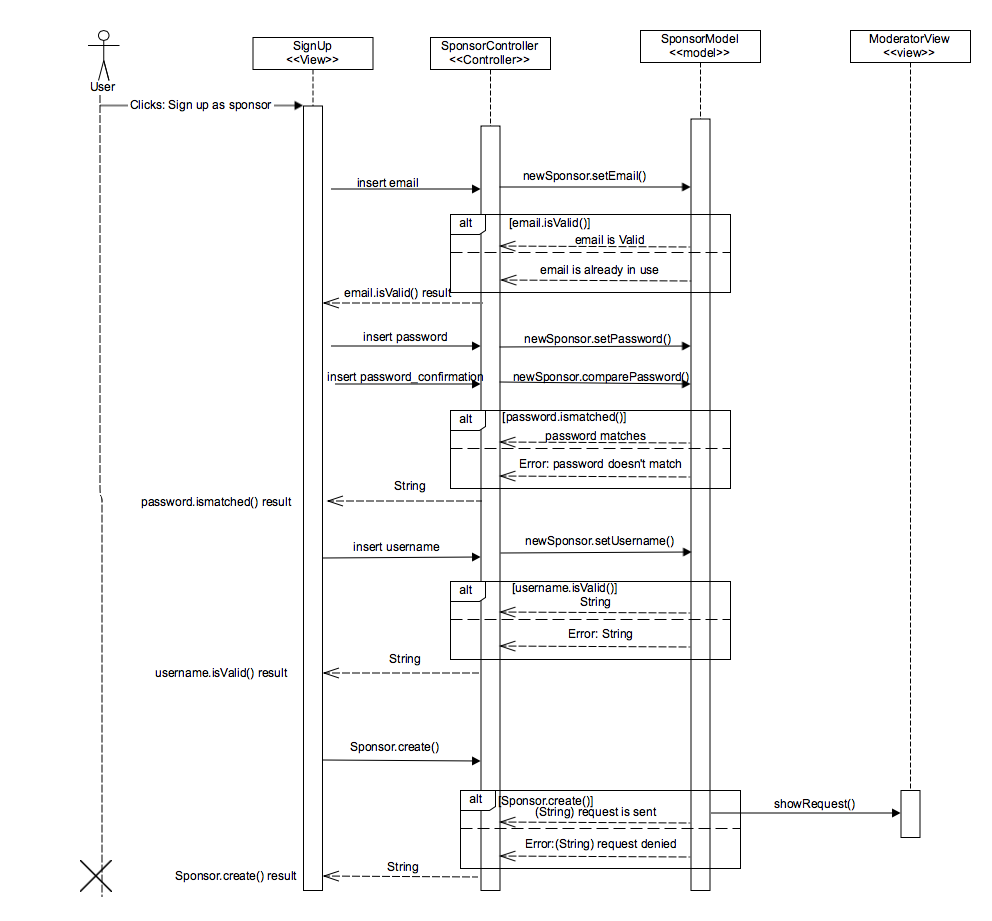 SignUp
<<View>>
SponsorController
<<Controller>>
SponsorModel
<<model>>
ModeratorView
<<view>>
User
Clicks: Sign up as sponsor
insert email
newSponsor.setEmail()
alt
[email.isValid()]
email is Valid
email is already in use
email.isValid() result
insert password
newSponsor.setPassword()
insert password_confirmation
newSponsor.comparePassword()
alt
[password.ismatched()]
password matches
Error: password doesn't match
String
password.ismatched() result
insert username
newSponsor.setUsername()
alt
[username.isValid()]
String
Error: String
String
username.isValid() result
Sponsor.create()
alt
[Sponsor.create()]
(String) request is sent
showRequest()
Error:(String) request denied
String
Sponsor.create() result